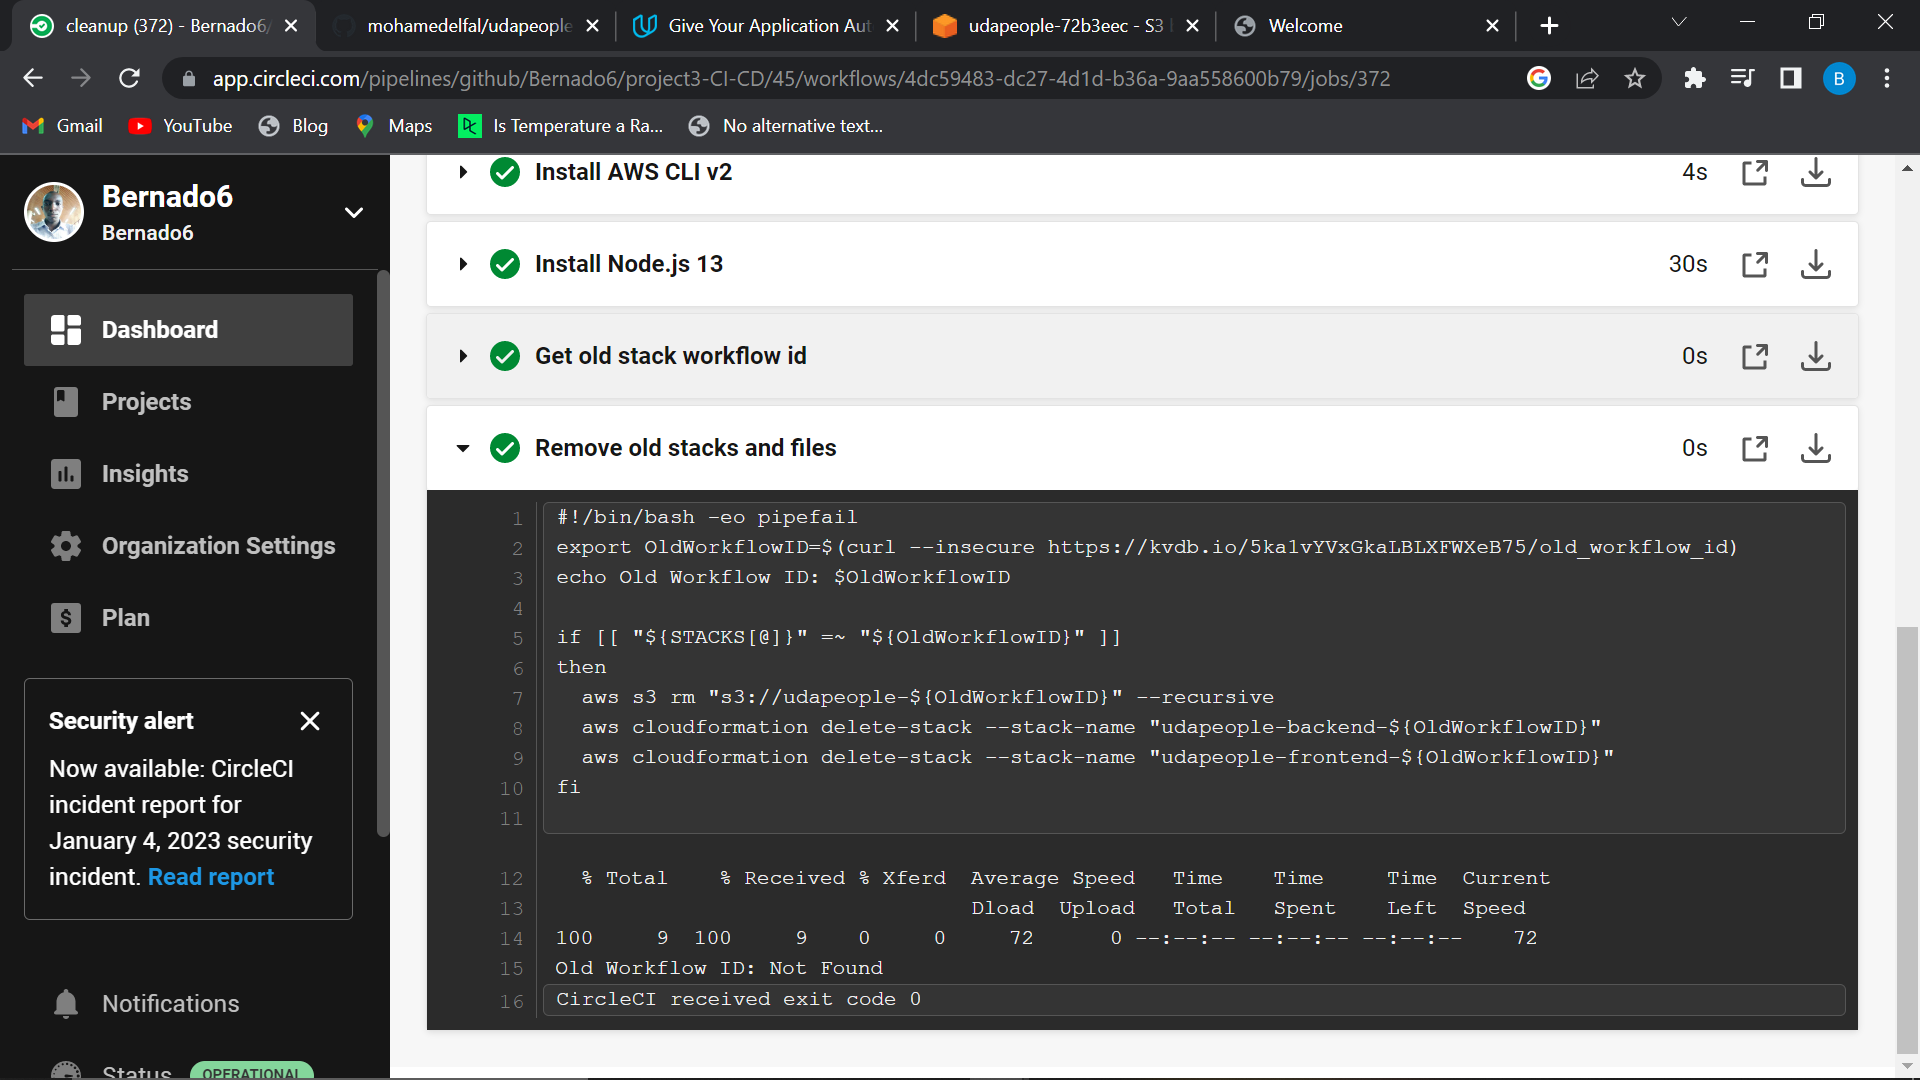 cleanup (372) - Bernado6/
mohamedelfal/udapeople
Give Your Application Aut
udapeople-72b3eec - S3
Welcome
app.circleci.com/pipelines/github/Bernado6/project3-CI-CD/45/workflows/4dc59483-dc27-4d1d-b36a-9aa558600b79/jobs/372
B
Gmail
YouTube
Blog
Maps
Is Temperature a Ra...
No alternative text...
Bernado6
Bernado6
Dashboard
Projects
Insights
Organization Settings
Plan
Security alert
Now available: CircleCI
incident report for
January 4, 2023 security
incident. Read report
Notifications
Status OPERATIONAL
Install AWS CLI v2 4s
Install Node.js 13 30s
Get old stack workflow id 0s
Remove old stacks and files 0s
1 #!/bin/bash -eo pipefail
2 export OldWorkflowID=$(curl --insecure https://kvdb.io/5ka1vYVxGkaLBLXFWXeB75/old_workflow_id)
3 echo Old Workflow ID: $OldWorkflowID
4
5 if [[ "${STACKS[@]}" =~ "${OldWorkflowID}" ]]
6 then
7 aws s3 rm "s3://udapeople-${OldWorkflowID}" --recursive
8 aws cloudformation delete-stack --stack-name "udapeople-backend-${OldWorkflowID}"
9 aws cloudformation delete-stack --stack-name "udapeople-frontend-${OldWorkflowID}"
10 fi
11
12 % Total % Received % Xferd Average Speed Time Time Time Current
13 Dload Upload Total Spent Left Speed
14 100 9 100 9 0 0 72 0 --:--:-- --:--:-- --:--:-- 72
15 Old Workflow ID: Not Found
16 CircleCI received exit code 0